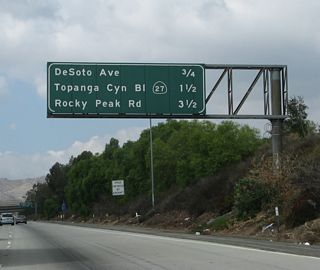 DeSoto Ave 3/4
Topanga Cyn Bl 27 1 1/2
Rocky Peak Rd 3 1/2